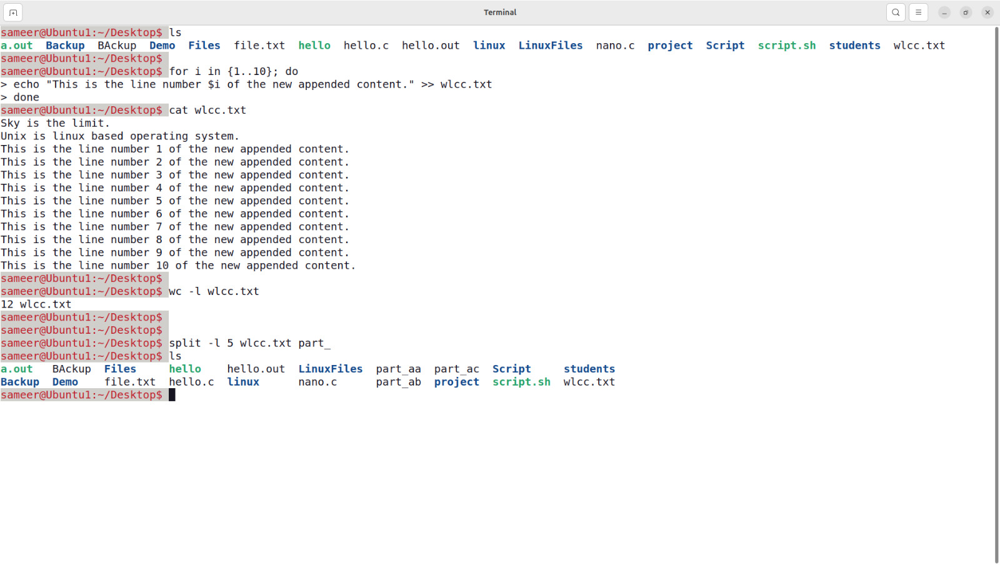 Terminal
sameer@Ubuntu1:~/Desktop$ ls
a.out  Backup  BAckup  Demo  Files  file.txt  hello  hello.c  hello.out  linux  LinuxFiles  nano.c  project  Script  script.sh  students  wlcc.txt
sameer@Ubuntu1:~/Desktop$
sameer@Ubuntu1:~/Desktop$ for i in {1..10}; do
> echo "This is the line number $i of the new appended content." >> wlcc.txt
> done
sameer@Ubuntu1:~/Desktop$ cat wlcc.txt
Sky is the limit.
Unix is linux based operating system.
This is the line number 1 of the new appended content.
This is the line number 2 of the new appended content.
This is the line number 3 of the new appended content.
This is the line number 4 of the new appended content.
This is the line number 5 of the new appended content.
This is the line number 6 of the new appended content.
This is the line number 7 of the new appended content.
This is the line number 8 of the new appended content.
This is the line number 9 of the new appended content.
This is the line number 10 of the new appended content.
sameer@Ubuntu1:~/Desktop$
sameer@Ubuntu1:~/Desktop$ wc -l wlcc.txt
12 wlcc.txt
sameer@Ubuntu1:~/Desktop$
sameer@Ubuntu1:~/Desktop$
sameer@Ubuntu1:~/Desktop$ split -l 5 wlcc.txt part_
sameer@Ubuntu1:~/Desktop$ ls
a.out   BAckup  Files     hello    hello.out  LinuxFiles  part_aa  part_ac  Script     students
Backup  Demo    file.txt  hello.c  linux      nano.c      part_ab  project  script.sh  wlcc.txt
sameer@Ubuntu1:~/Desktop$